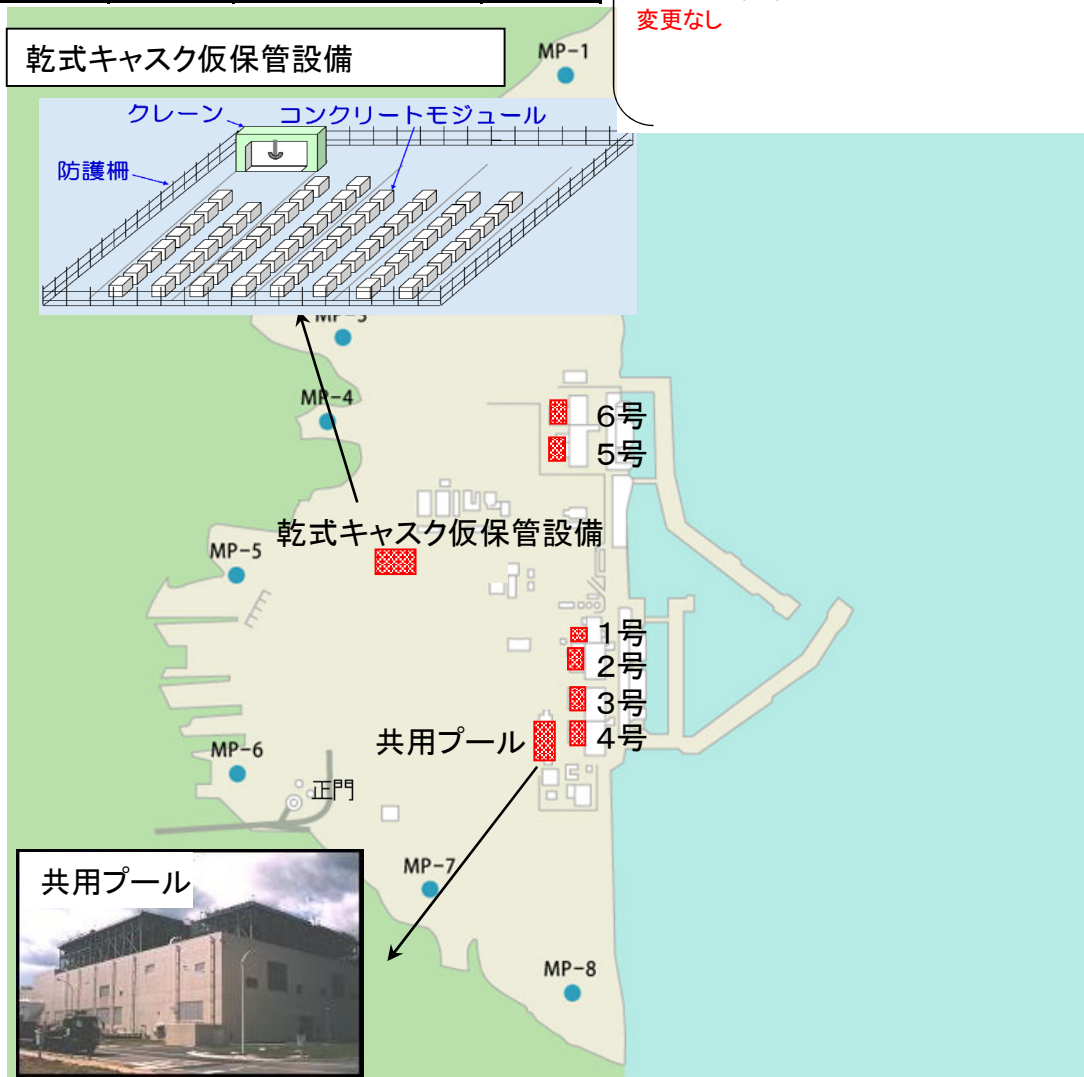 変更なし
乾式キャスク仮保管設備
MP-1
クレーン
コンクリートモジュール
防護柵
MP-4
6号
5号
乾式キャスク仮保管設備
MP-5
1号
2号
3号
4号
共用プール
MP-6
正門
MP-7
共用プール
MP-8